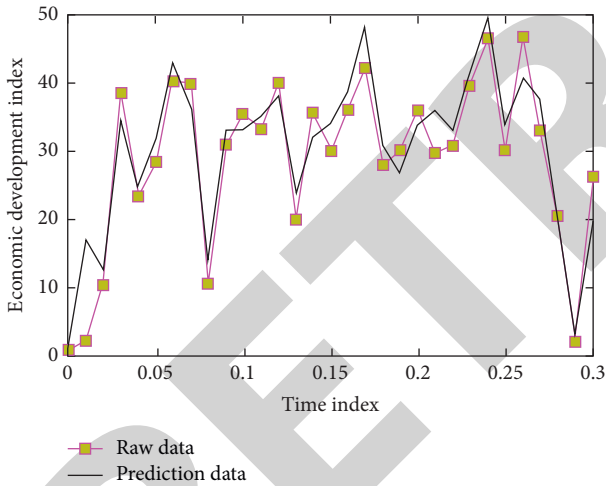 50
40
30
20
10
0
Economic development index
0 0.05 0.1 0.15 0.2 0.25 0.3
Time index
Raw data
Prediction data